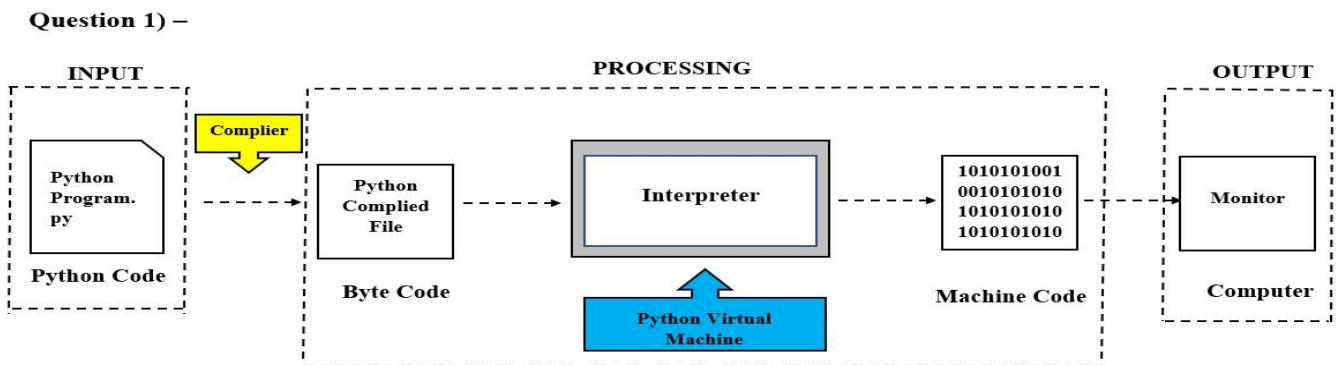 Question 1) –
INPUT
PROCESSING
OUTPUT
Complier
Python
Program.
py
Python Code
Python
Complied
File
Byte Code
Interpreter
Python Virtual
Machine
1010101001
0010101010
1010101010
1010101010
Machine Code
Monitor
Computer